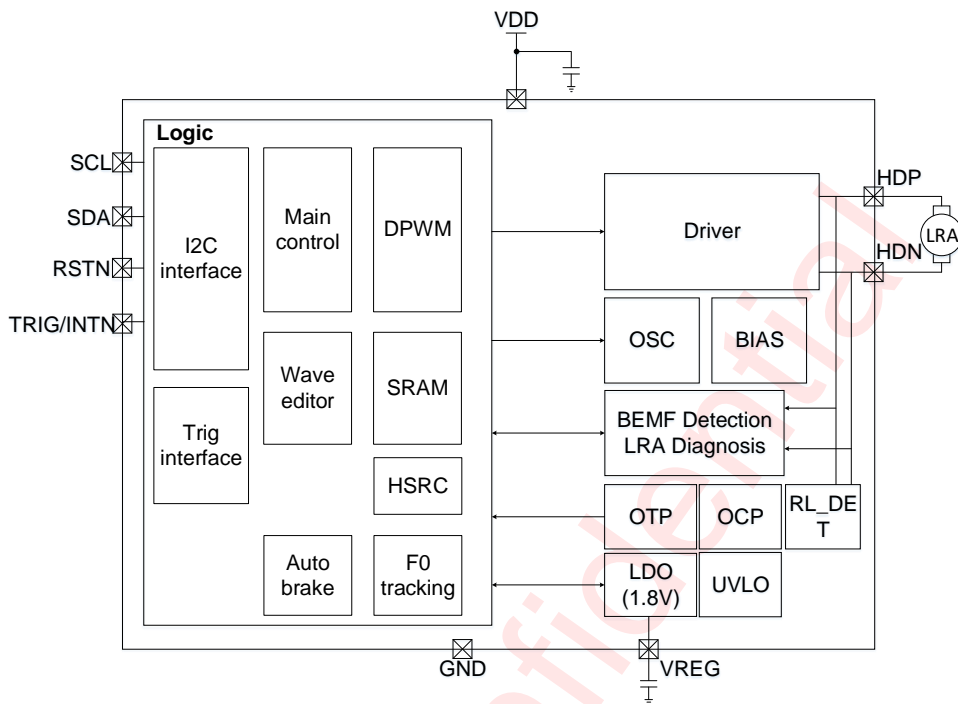 VDD
Logic
SCL
SDA
RSTN
TRIG/INTN
I2C
interface
Main
control
DPWM
Driver
HDP
LRA
HDN
Trig
interface
Wave
editor
SRAM
OSC
BIAS
BEMF Detection
LRA Diagnosis
HSRC
OTP
OCP
RL_DE
T
Auto
brake
F0
tracking
LDO
(1.8V)
UVLO
GND
VREG